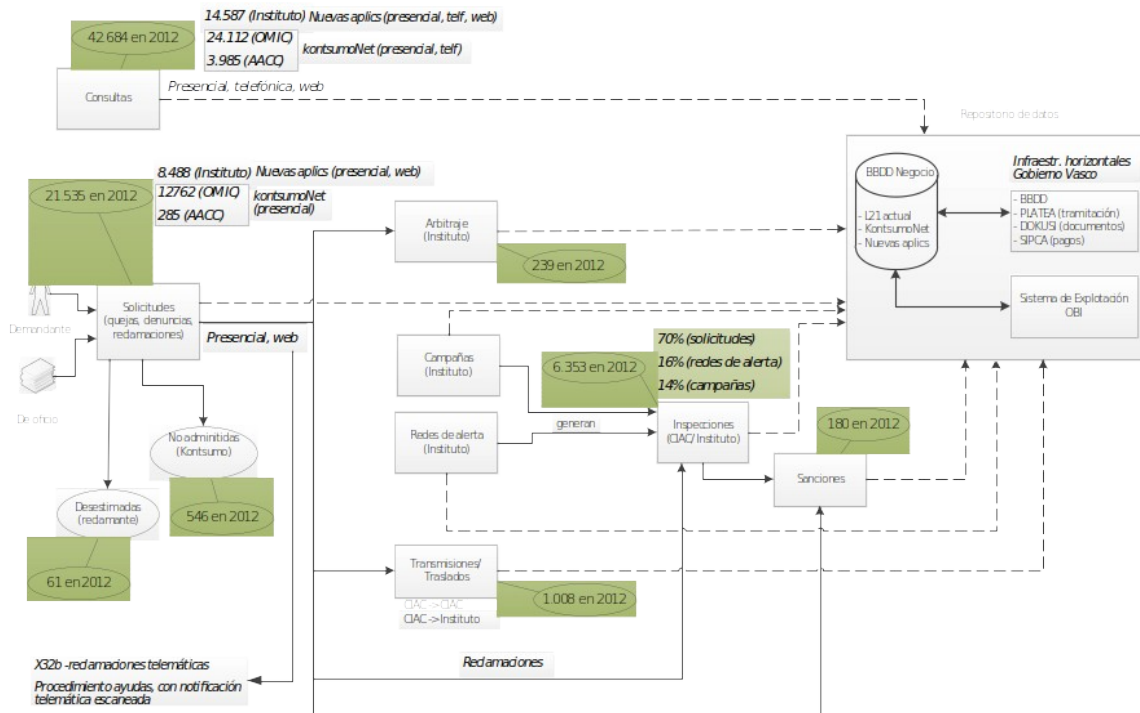 14.587 (Instituto) Nuevas aplics (presencial, telf, web)
42.684 en 2012
24.112 (OMIC)
3.985 (AACC)
kontsumoNet (presencial, telf)
Consultas
Presencial, telefónica, web
Repositorio de datos
8.488 (Instituto) Nuevas aplics (presencial, web)
21.535 en 2012
12762 (OMIC)
285 (AACC)
kontsumoNet
(presencial)
BBDD Negocio
- L21 actual
- KontsumoNet
- Nuevas aplics
Infraestr. horizontales
Gobierno Vasco
- BBDD
- PLATEA (tramitación)
- DOKUSI (documentos)
- SIPCA (pagos)
Arbitraje
(Instituto)
239 en 2012
Sistema de Explotación
OBI
Demandante
Solicitudes
(quejas, denuncias,
reclamaciones)
Presencial, web
De oficio
Campañas
(Instituto)
6.353 en 2012
70% (solicitudes)
16% (redes de alerta)
14% (campañas)
Redes de alerta
(Instituto)
generan
Inspecciones
(CIAC/Instituto)
180 en 2012
Sanciones
No adminitidas
(Kontsumo)
546 en 2012
Desestimadas
(reclamante)
61 en 2012
Transmisiones/
Traslados
CIAC ->CIAC
CIAC ->Instituto
1.008 en 2012
Reclamaciones
X32b -reclamaciones telemáticas
Procedimiento ayudas, con notificación
telemática escaneada